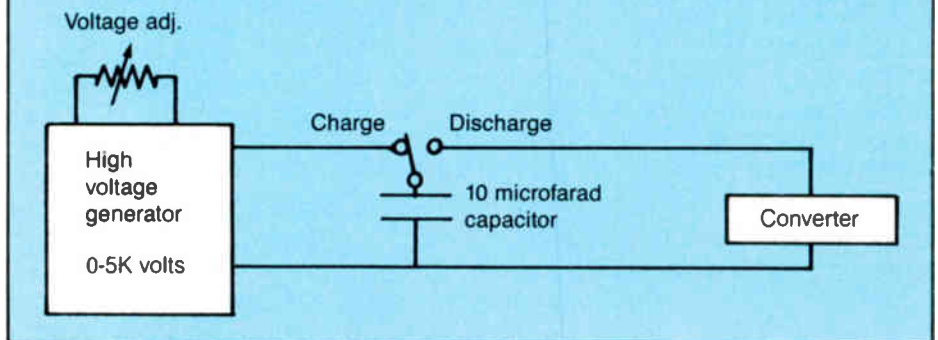 Voltage adj.
Charge
Discharge
High
voltage
generator
0-5K volts
10 microfarad
capacitor
Converter